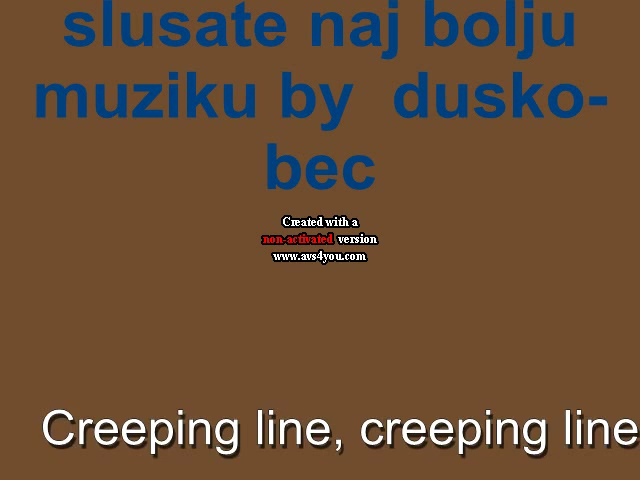 slusate naj bolju
muziku by dusko-
bec
Created with a
non-activated version
www.avs4you.com
Creeping line, creeping line